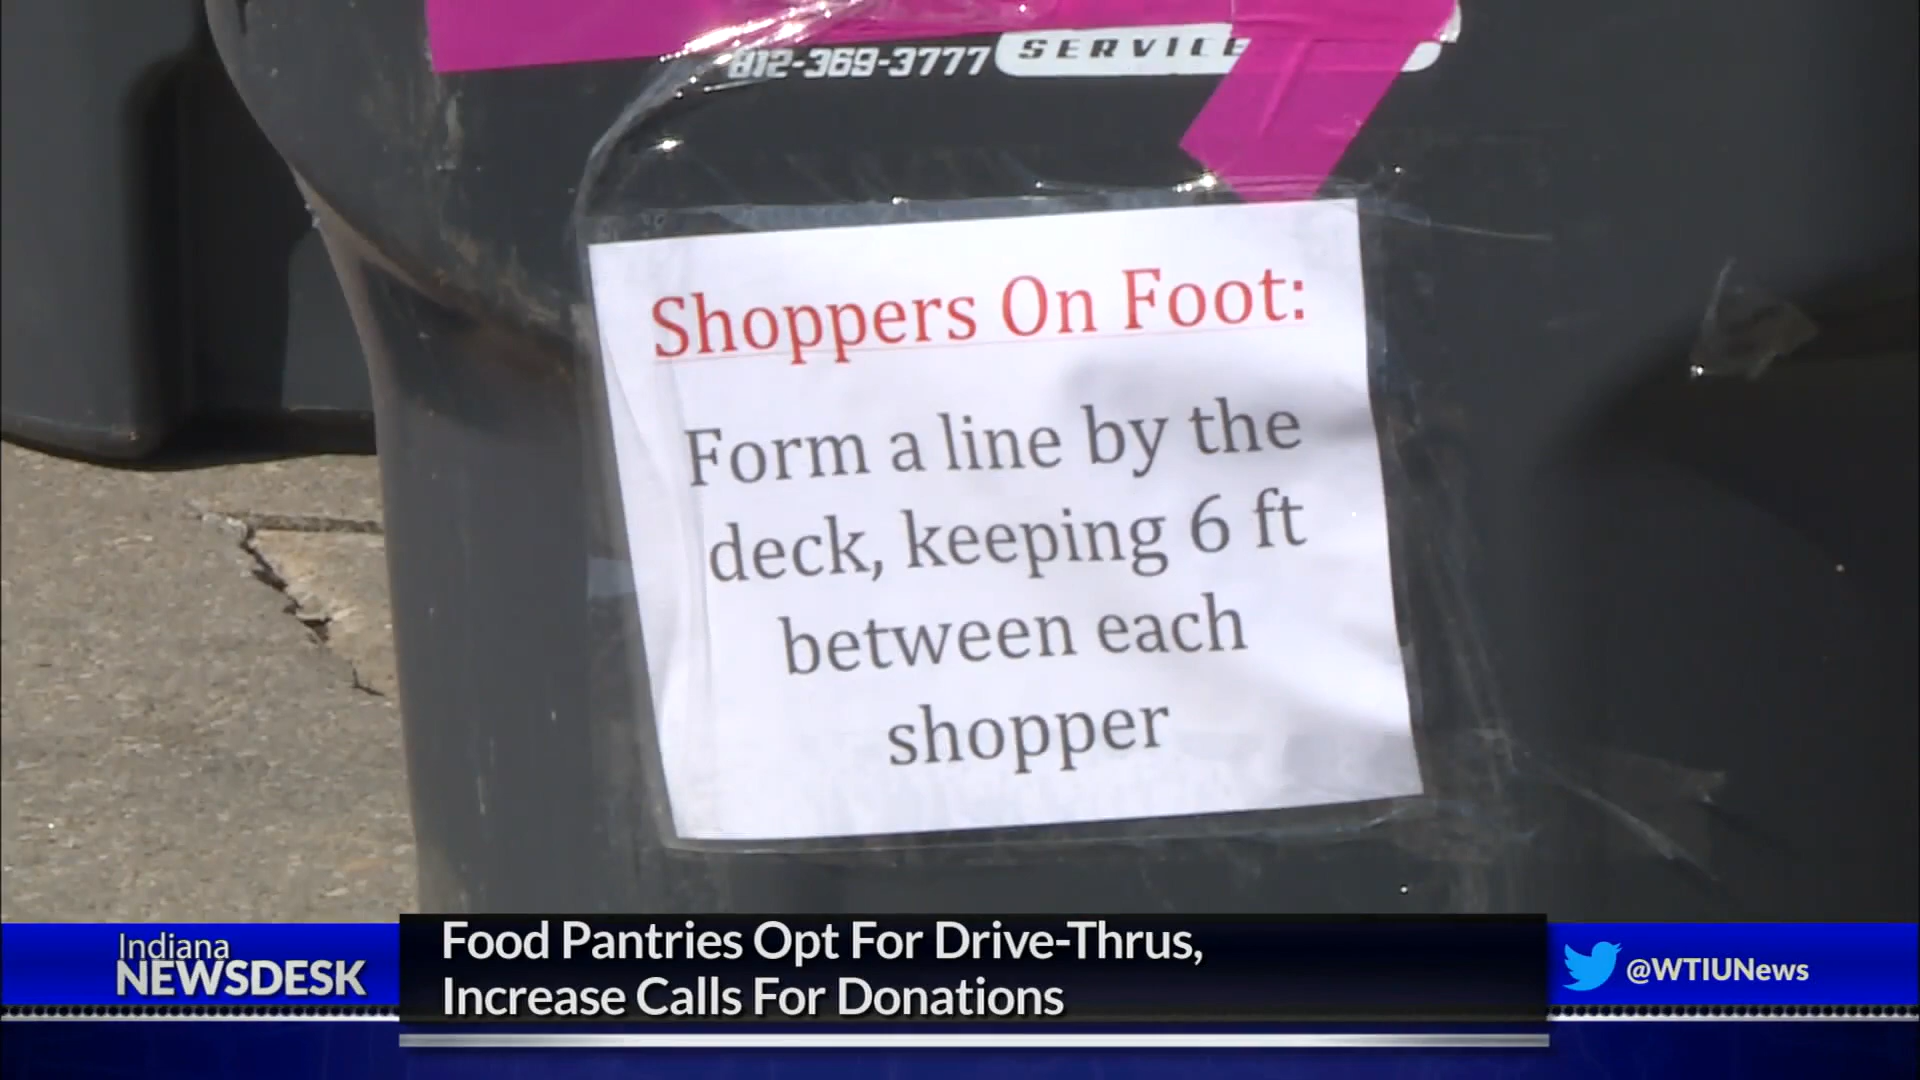 812-369-3777 SERVICE
Shoppers On Foot:
Form a line by the
deck, keeping 6 ft
between each
shopper
Indiana
NEWSDESK
Food Pantries Opt For Drive-Thrus,
Increase Calls For Donations
@WTIUNews